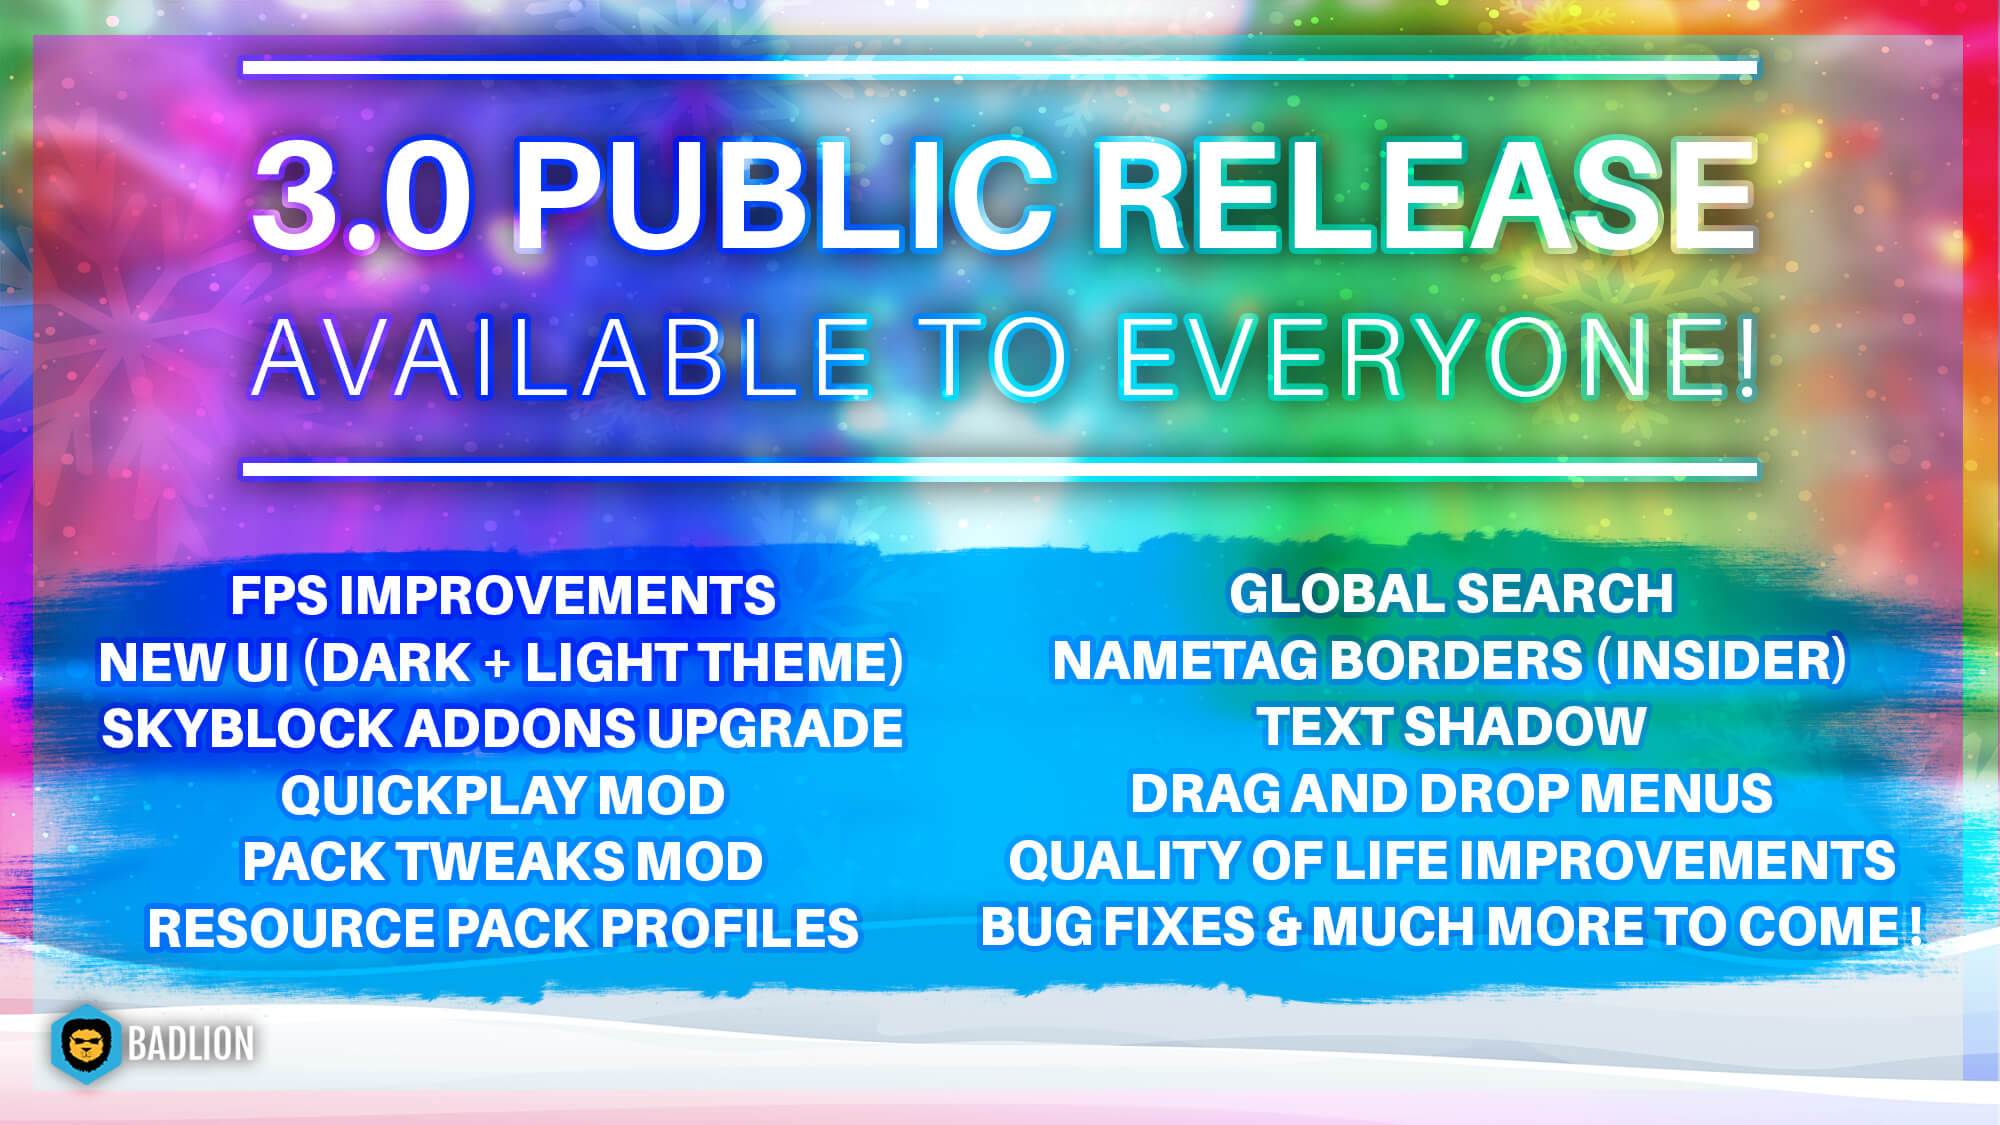 3.0 PUBLIC RELEASE
AVAILABLE TO EVERYONE!
FPS IMPROVEMENTS
NEW UI (DARK + LIGHT THEME)
SKYBLOCK ADDONS UPGRADE
QUICKPLAY MOD
PACK TWEAKS MOD
RESOURCE PACK PROFILES
GLOBAL SEARCH
NAMETAG BORDERS (INSIDER)
TEXT SHADOW
DRAG AND DROP MENUS
QUALITY OF LIFE IMPROVEMENTS
BUG FIXES & MUCH MORE TO COME !
BADLION